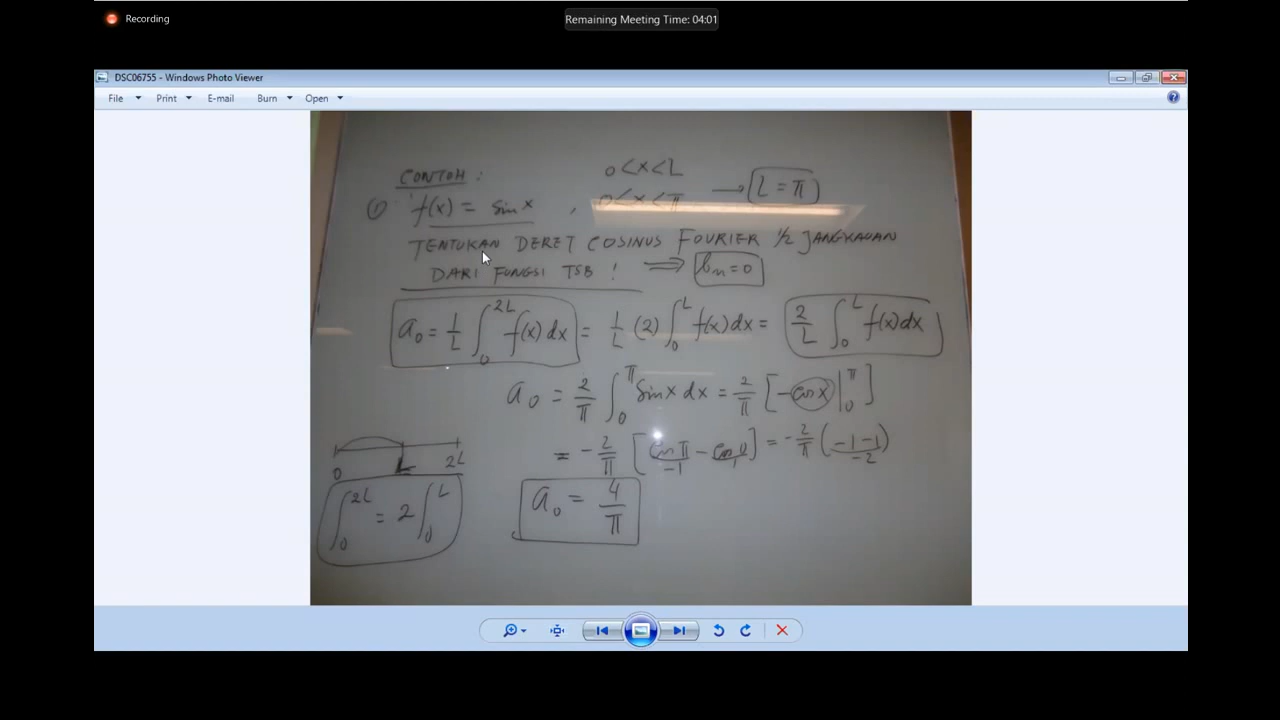 Recording
Remaining Meeting Time: 04:01
DSC06755 - Windows Photo Viewer
File Print E-mail Burn Open
CONTOH :
0 < x < L
① f(x) = sin x , 0 < x < π → L = π
TENTUKAN DERET COSINUS FOURIER 1/2 JANGKAUAN
DARI FUNGSI TSB ! ⇒ bn = 0
a₀ = 1/L ∫₀^2L f(x) dx = 1/L (2) ∫₀^L f(x) dx = 2/L ∫₀^L f(x) dx
a₀ = 2/π ∫₀^π sin x dx = 2/π [-cos x |₀^π]
= -2/π [cos π - cos 0] = -2/π (-1-1)
-1 1 -2
0 L 2L
∫₀^2L = 2 ∫₀^L
a₀ = 4/π